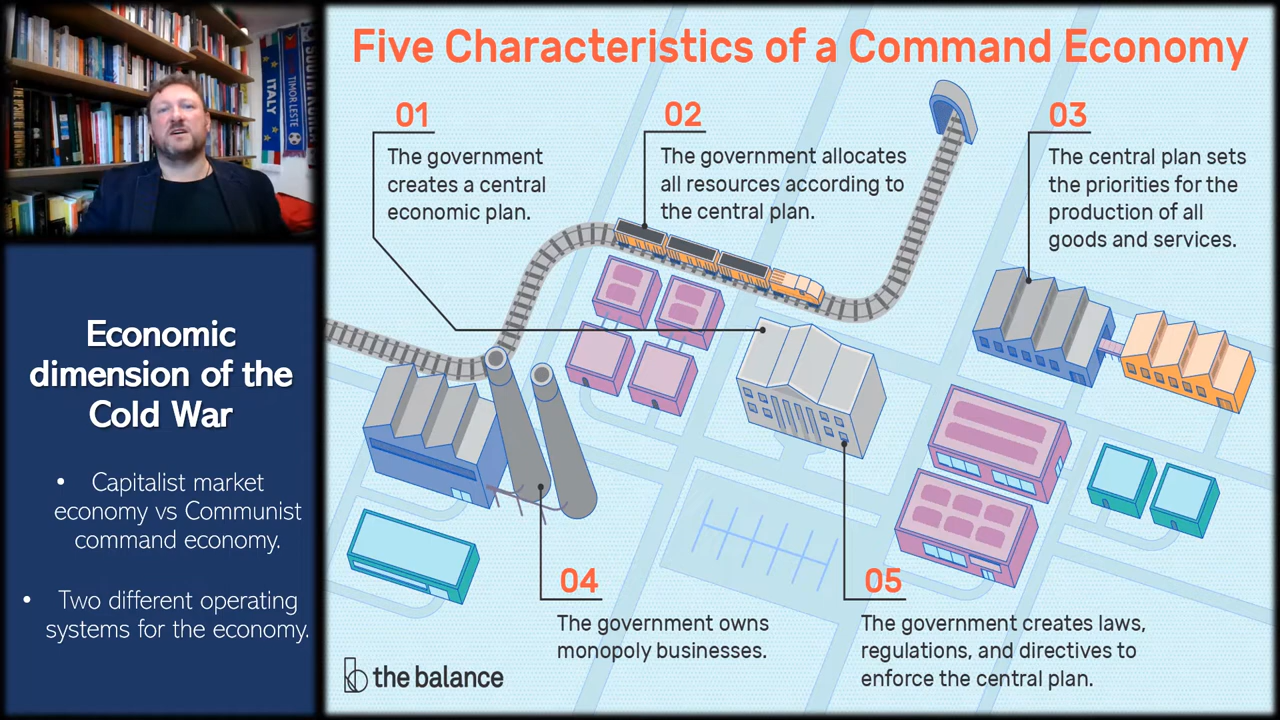 ITALY
TIMOR LESTE
Economic
dimension of the
Cold War
• Capitalist market
economy vs Communist
command economy.
• Two different operating
systems for the economy.
Five Characteristics of a Command Economy
01
The government
creates a central
economic plan.
02
The government allocates
all resources according to
the central plan.
03
The central plan sets
the priorities for the
production of all
goods and services.
04
The government owns
monopoly businesses.
05
The government creates laws,
regulations, and directives to
enforce the central plan.
the balance